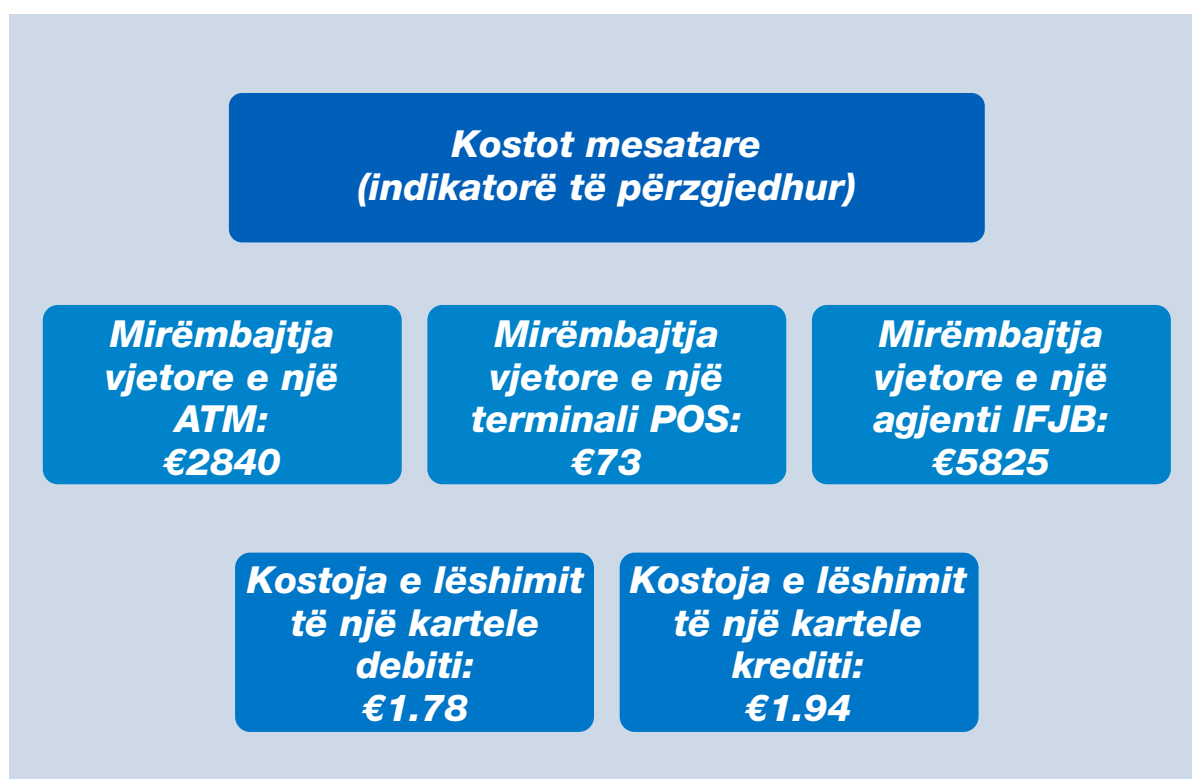 Kostot mesatare
(indikatorë të përzgjedhur)
Mirëmbajtja
vjetore e një
ATM:
€2840
Mirëmbajtja
vjetore e një
terminali POS:
€73
Mirëmbajtja
vjetore e një
agjenti IFJB:
€5825
Kostoja e lëshimit
të një kartele
debiti:
€1.78
Kostoja e lëshimit
të një kartele
krediti:
€1.94